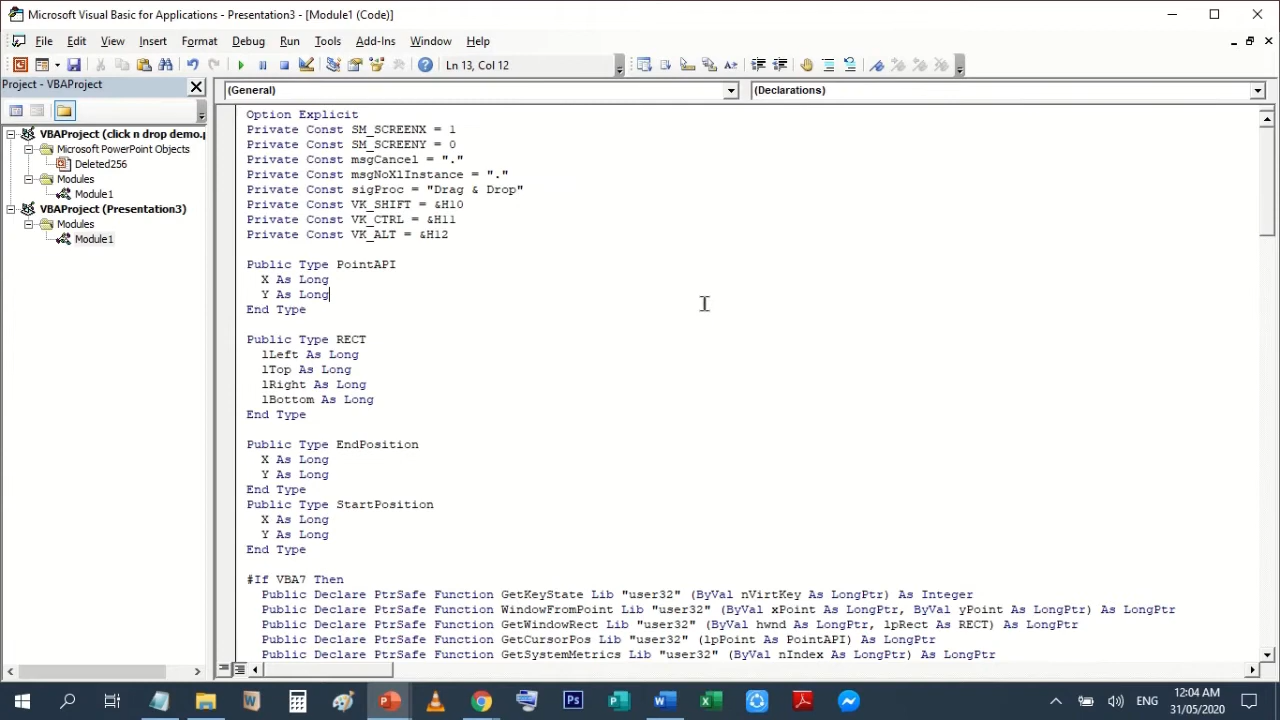 Microsoft Visual Basic for Applications - Presentation3 - [Module1 (Code)]
File Edit View Insert Format Debug Run Tools Add-Ins Window Help
Ln 13, Col 12
Project - VBAProject
VBAProject (click n drop demo.p
Microsoft PowerPoint Objects
Deleted256
Modules
Module1
VBAProject (Presentation3)
Modules
Module1
(General) (Declarations)
Option Explicit
Private Const SM_SCREENX = 1
Private Const SM_SCREENY = 0
Private Const msgCancel = "."
Private Const msgNoXlInstance = "."
Private Const sigProc = "Drag & Drop"
Private Const VK_SHIFT = &H10
Private Const VK_CTRL = &H11
Private Const VK_ALT = &H12
Public Type PointAPI
X As Long
Y As Long
End Type
Public Type RECT
lLeft As Long
lTop As Long
lRight As Long
lBottom As Long
End Type
Public Type EndPosition
X As Long
Y As Long
End Type
Public Type StartPosition
X As Long
Y As Long
End Type
#If VBA7 Then
Public Declare PtrSafe Function GetKeyState Lib "user32" (ByVal nVirtKey As LongPtr) As Integer
Public Declare PtrSafe Function WindowFromPoint Lib "user32" (ByVal xPoint As LongPtr, ByVal yPoint As LongPtr) As LongPtr
Public Declare PtrSafe Function GetWindowRect Lib "user32" (ByVal hwnd As LongPtr, lpRect As RECT) As LongPtr
Public Declare PtrSafe Function GetCursorPos Lib "user32" (lpPoint As PointAPI) As LongPtr
Public Declare PtrSafe Function GetSystemMetrics Lib "user32" (ByVal nIndex As LongPtr) As LongPtr
ENG
12:04 AM
31/05/2020